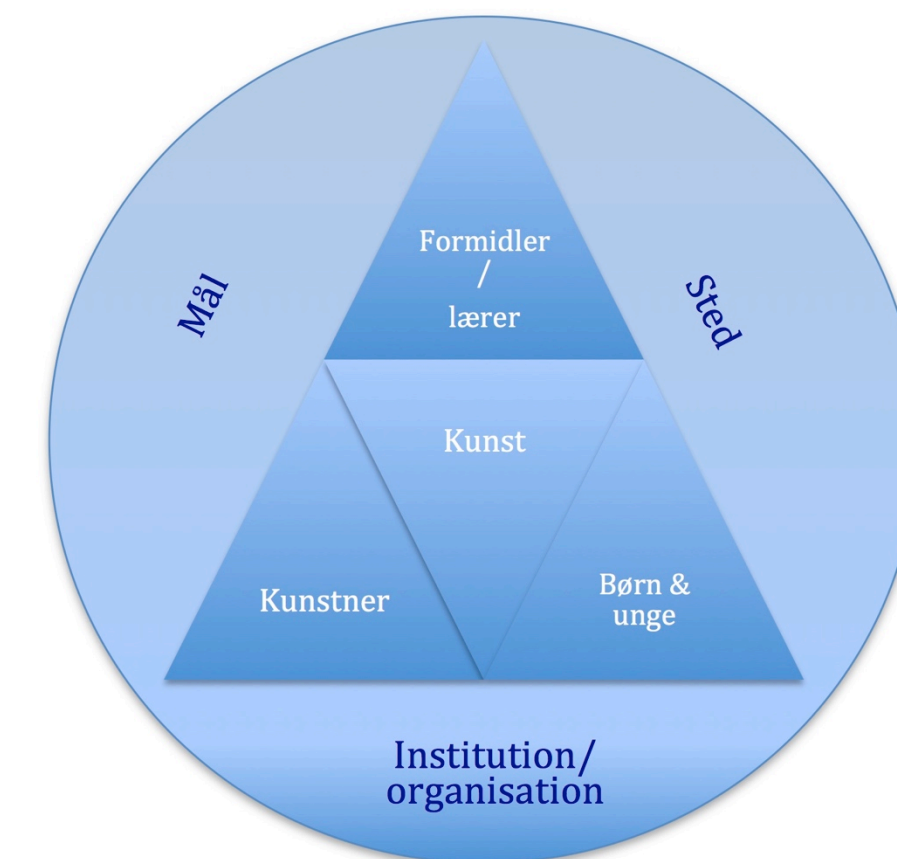 Formidler
/
lærer
Mål
Sted
Kunst
Kunstner
Børn &
unge
Institution/
organisation